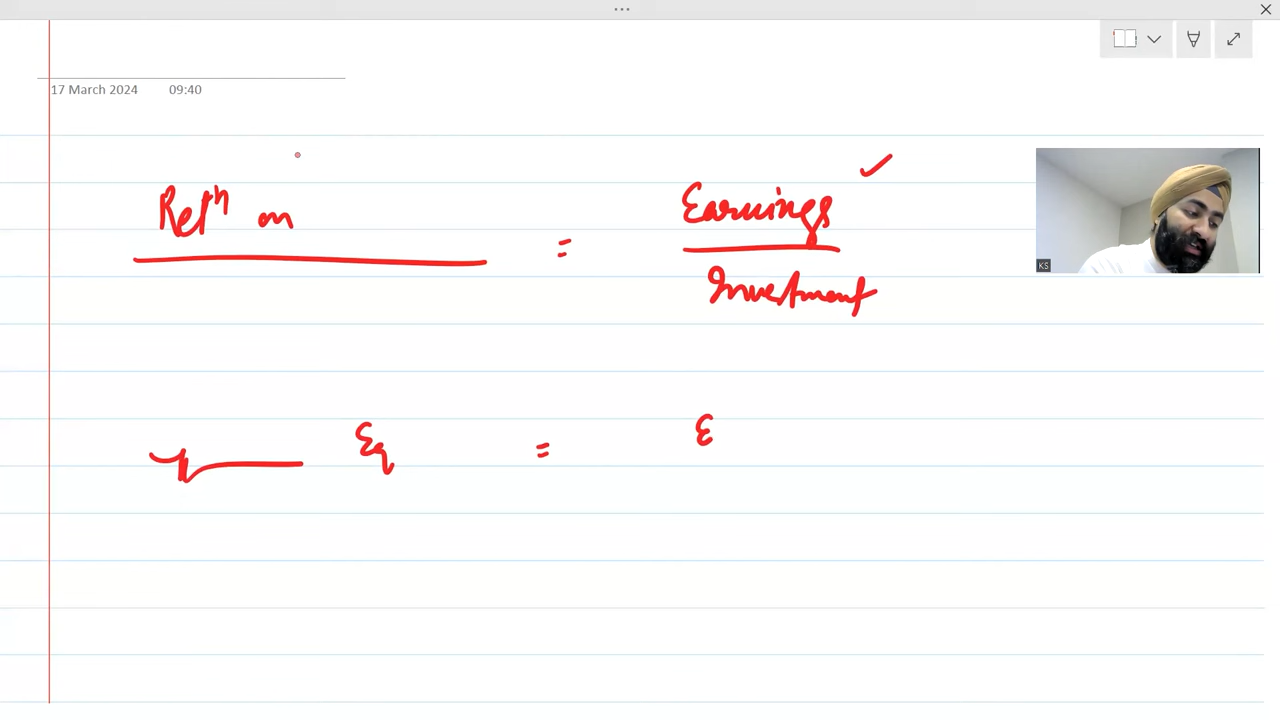 17 March 2024 09:40
Retn on = Earnings ✓
Investment
Eq = E
KS